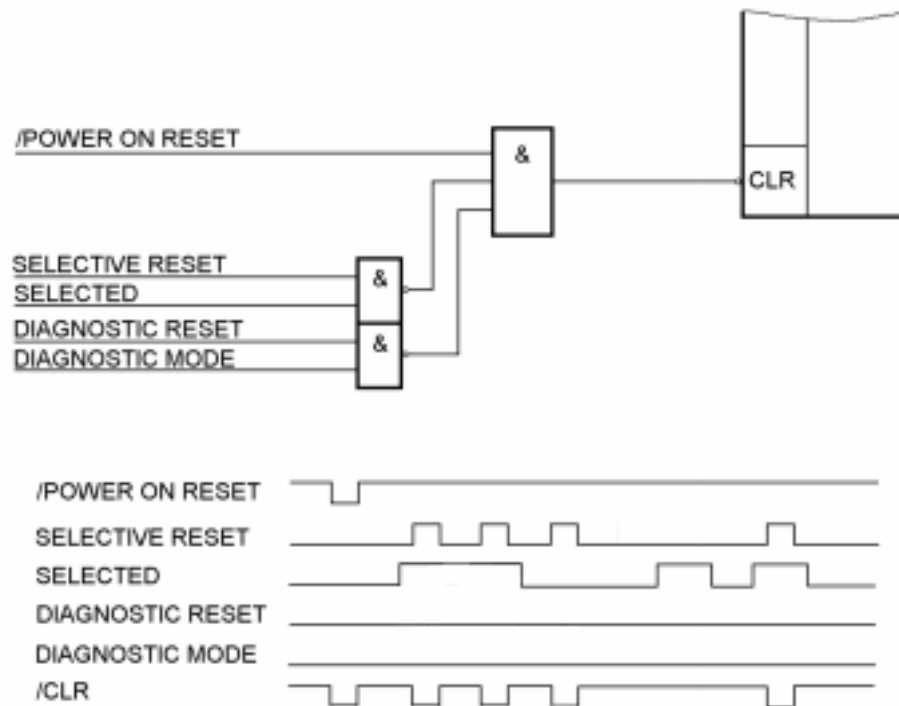 /POWER ON RESET
&
CLR
SELECTIVE RESET
&
SELECTED
DIAGNOSTIC RESET
&
DIAGNOSTIC MODE
/POWER ON RESET
SELECTIVE RESET
SELECTED
DIAGNOSTIC RESET
DIAGNOSTIC MODE
/CLR